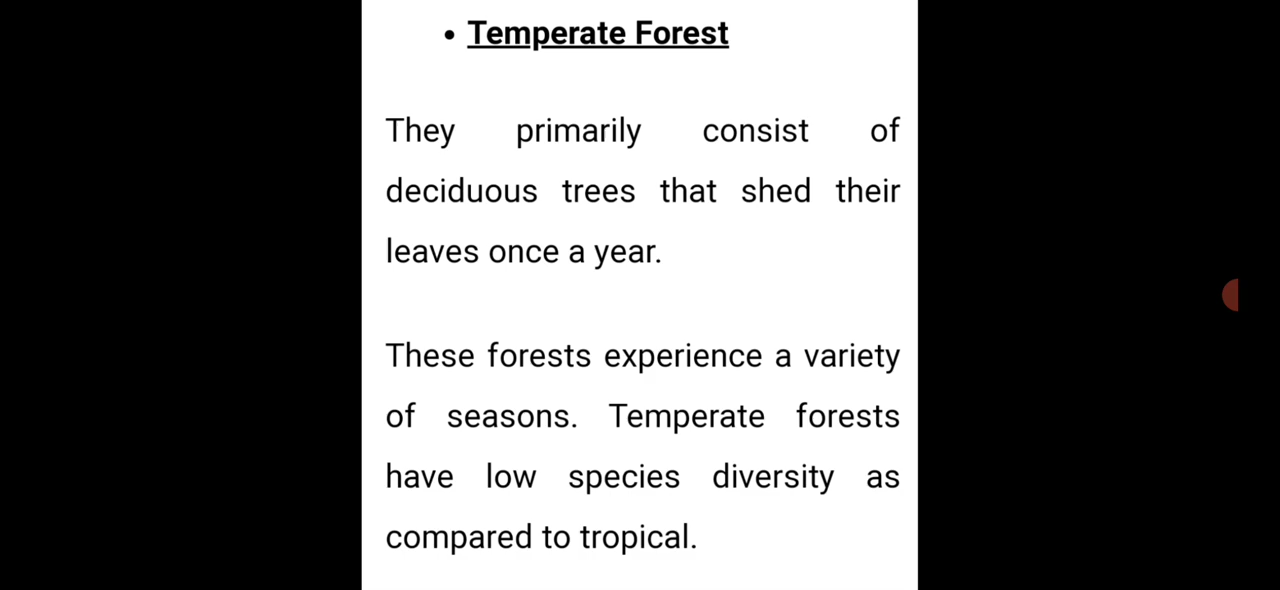 • Temperate Forest
They primarily consist of
deciduous trees that shed their
leaves once a year.
These forests experience a variety
of seasons. Temperate forests
have low species diversity as
compared to tropical.